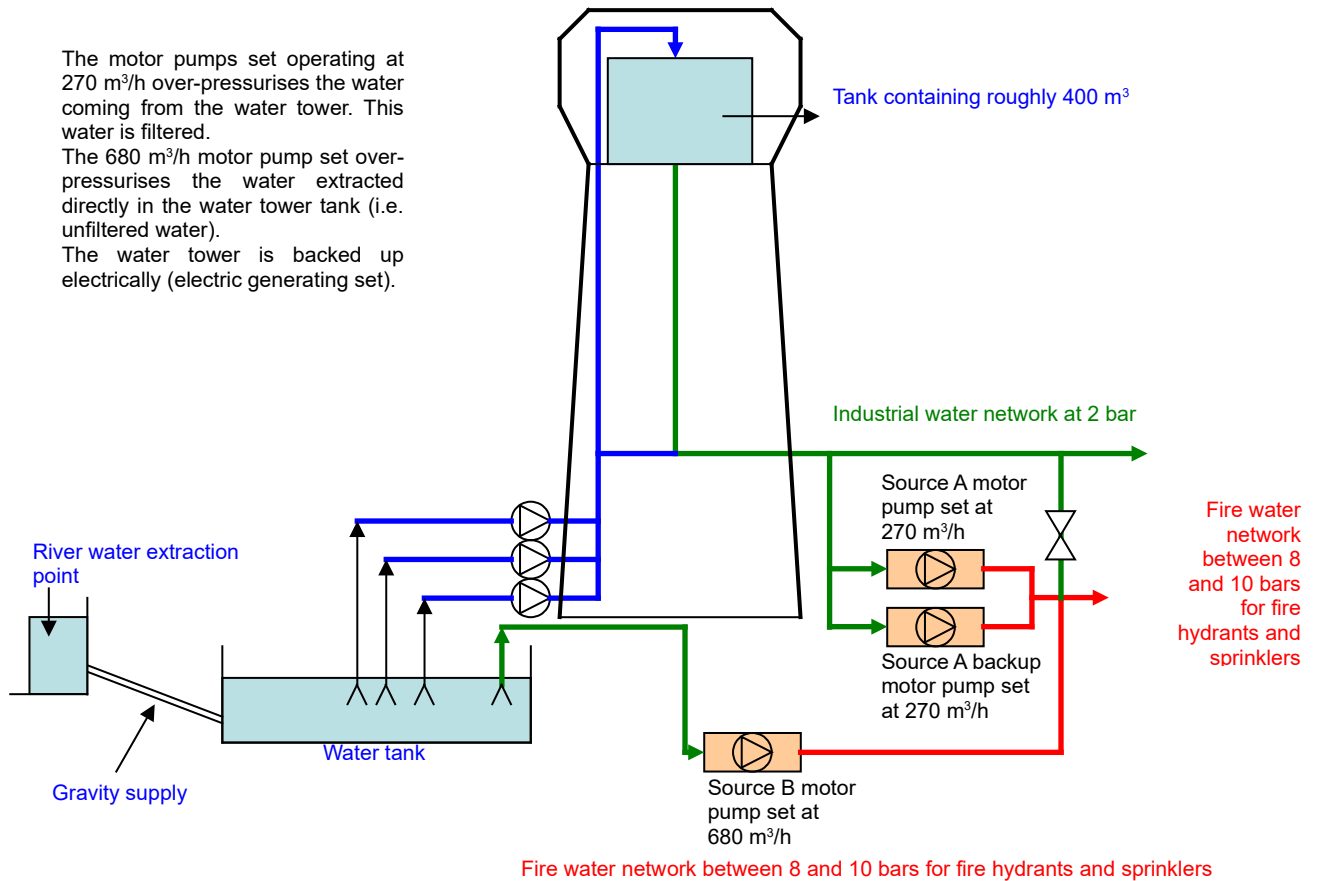 The motor pumps set operating at
270 m³/h over-pressurises the water
coming from the water tower. This
water is filtered.
The 680 m³/h motor pump set over-
pressurises the water extracted
directly in the water tower tank (i.e.
unfiltered water).
The water tower is backed up
electrically (electric generating set).
Tank containing roughly 400 m³
Industrial water network at 2 bar
Source A motor
pump set at
270 m³/h
Fire water
network
between 8
and 10 bars
for fire
hydrants and
sprinklers
River water extraction
point
Source A backup
motor pump set
at 270 m³/h
Water tank
Gravity supply
Source B motor
pump set at
680 m³/h
Fire water network between 8 and 10 bars for fire hydrants and sprinklers